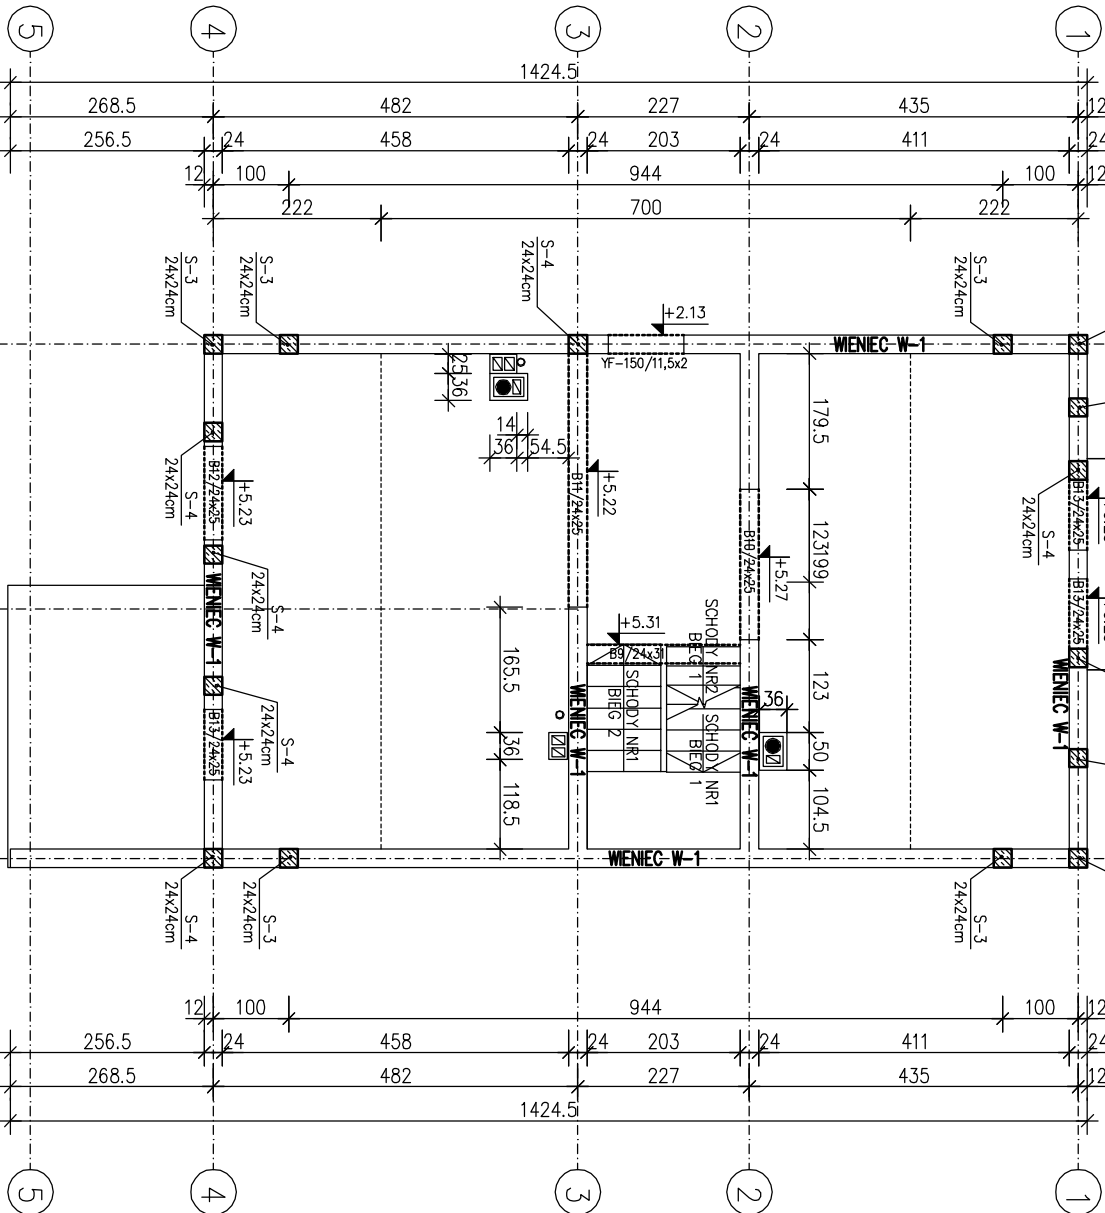 5
4
3
2
1
1424.5
268.5
482
227
435
12
256.5
24
458
24
203
24
411
24
12
100
944
100
12
222
700
222
S-3
24x24cm
S-3
24x24cm
S-4
24x24cm
S-3
24x24cm
+2.13
WIENIEC W-1
YF-150/11,5x2
25
36
14
36
54.5
179.5
S-4
24x24cm
B12/24x25
+5.23
B11/24x25
+5.22
B10/24x25
+5.27
123
199
S-4
24x24cm
B13/24x25
B13/24x25
WIENIEC W-1
S-4
24x24cm
WIENIEC W-1
S-4
24x24cm
B13/24x25
+5.23
165.5
36
118.5
+5.31
B9/24x31
SCHODY NR2
BIEG 1
SCHODY NR1
BIEG 2
SCHODY NR1
BIEG 1
WIENIEC W-1
WIENIEC W-1
36
123
50
104.5
WIENIEC W-1
S-4
24x24cm
S-3
24x24cm
S-3
24x24cm
12
100
944
100
12
256.5
24
458
24
203
24
411
24
268.5
482
227
435
12
1424.5
5
4
3
2
1